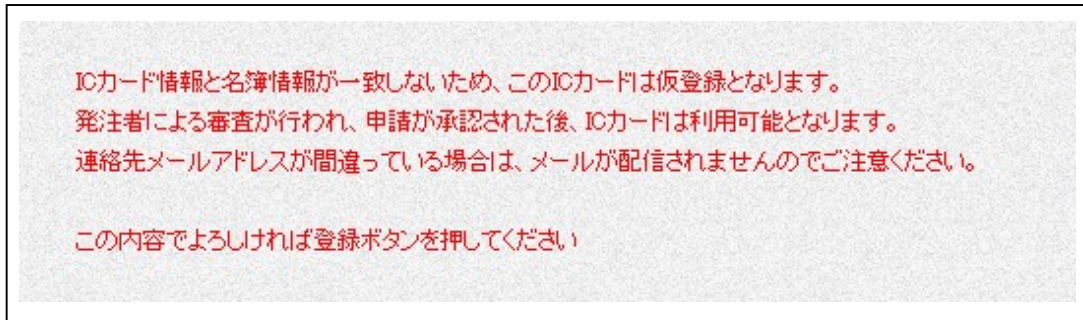 ICカード情報と名簿情報が一致しないため、このICカードは仮登録となります。
発注者による審査が行われ、申請が承認された後、ICカードは利用可能となります。
連絡先メールアドレスが間違っている場合は、メールが配信されませんのでご注意ください。
この内容でよろしければ登録ボタンを押してください